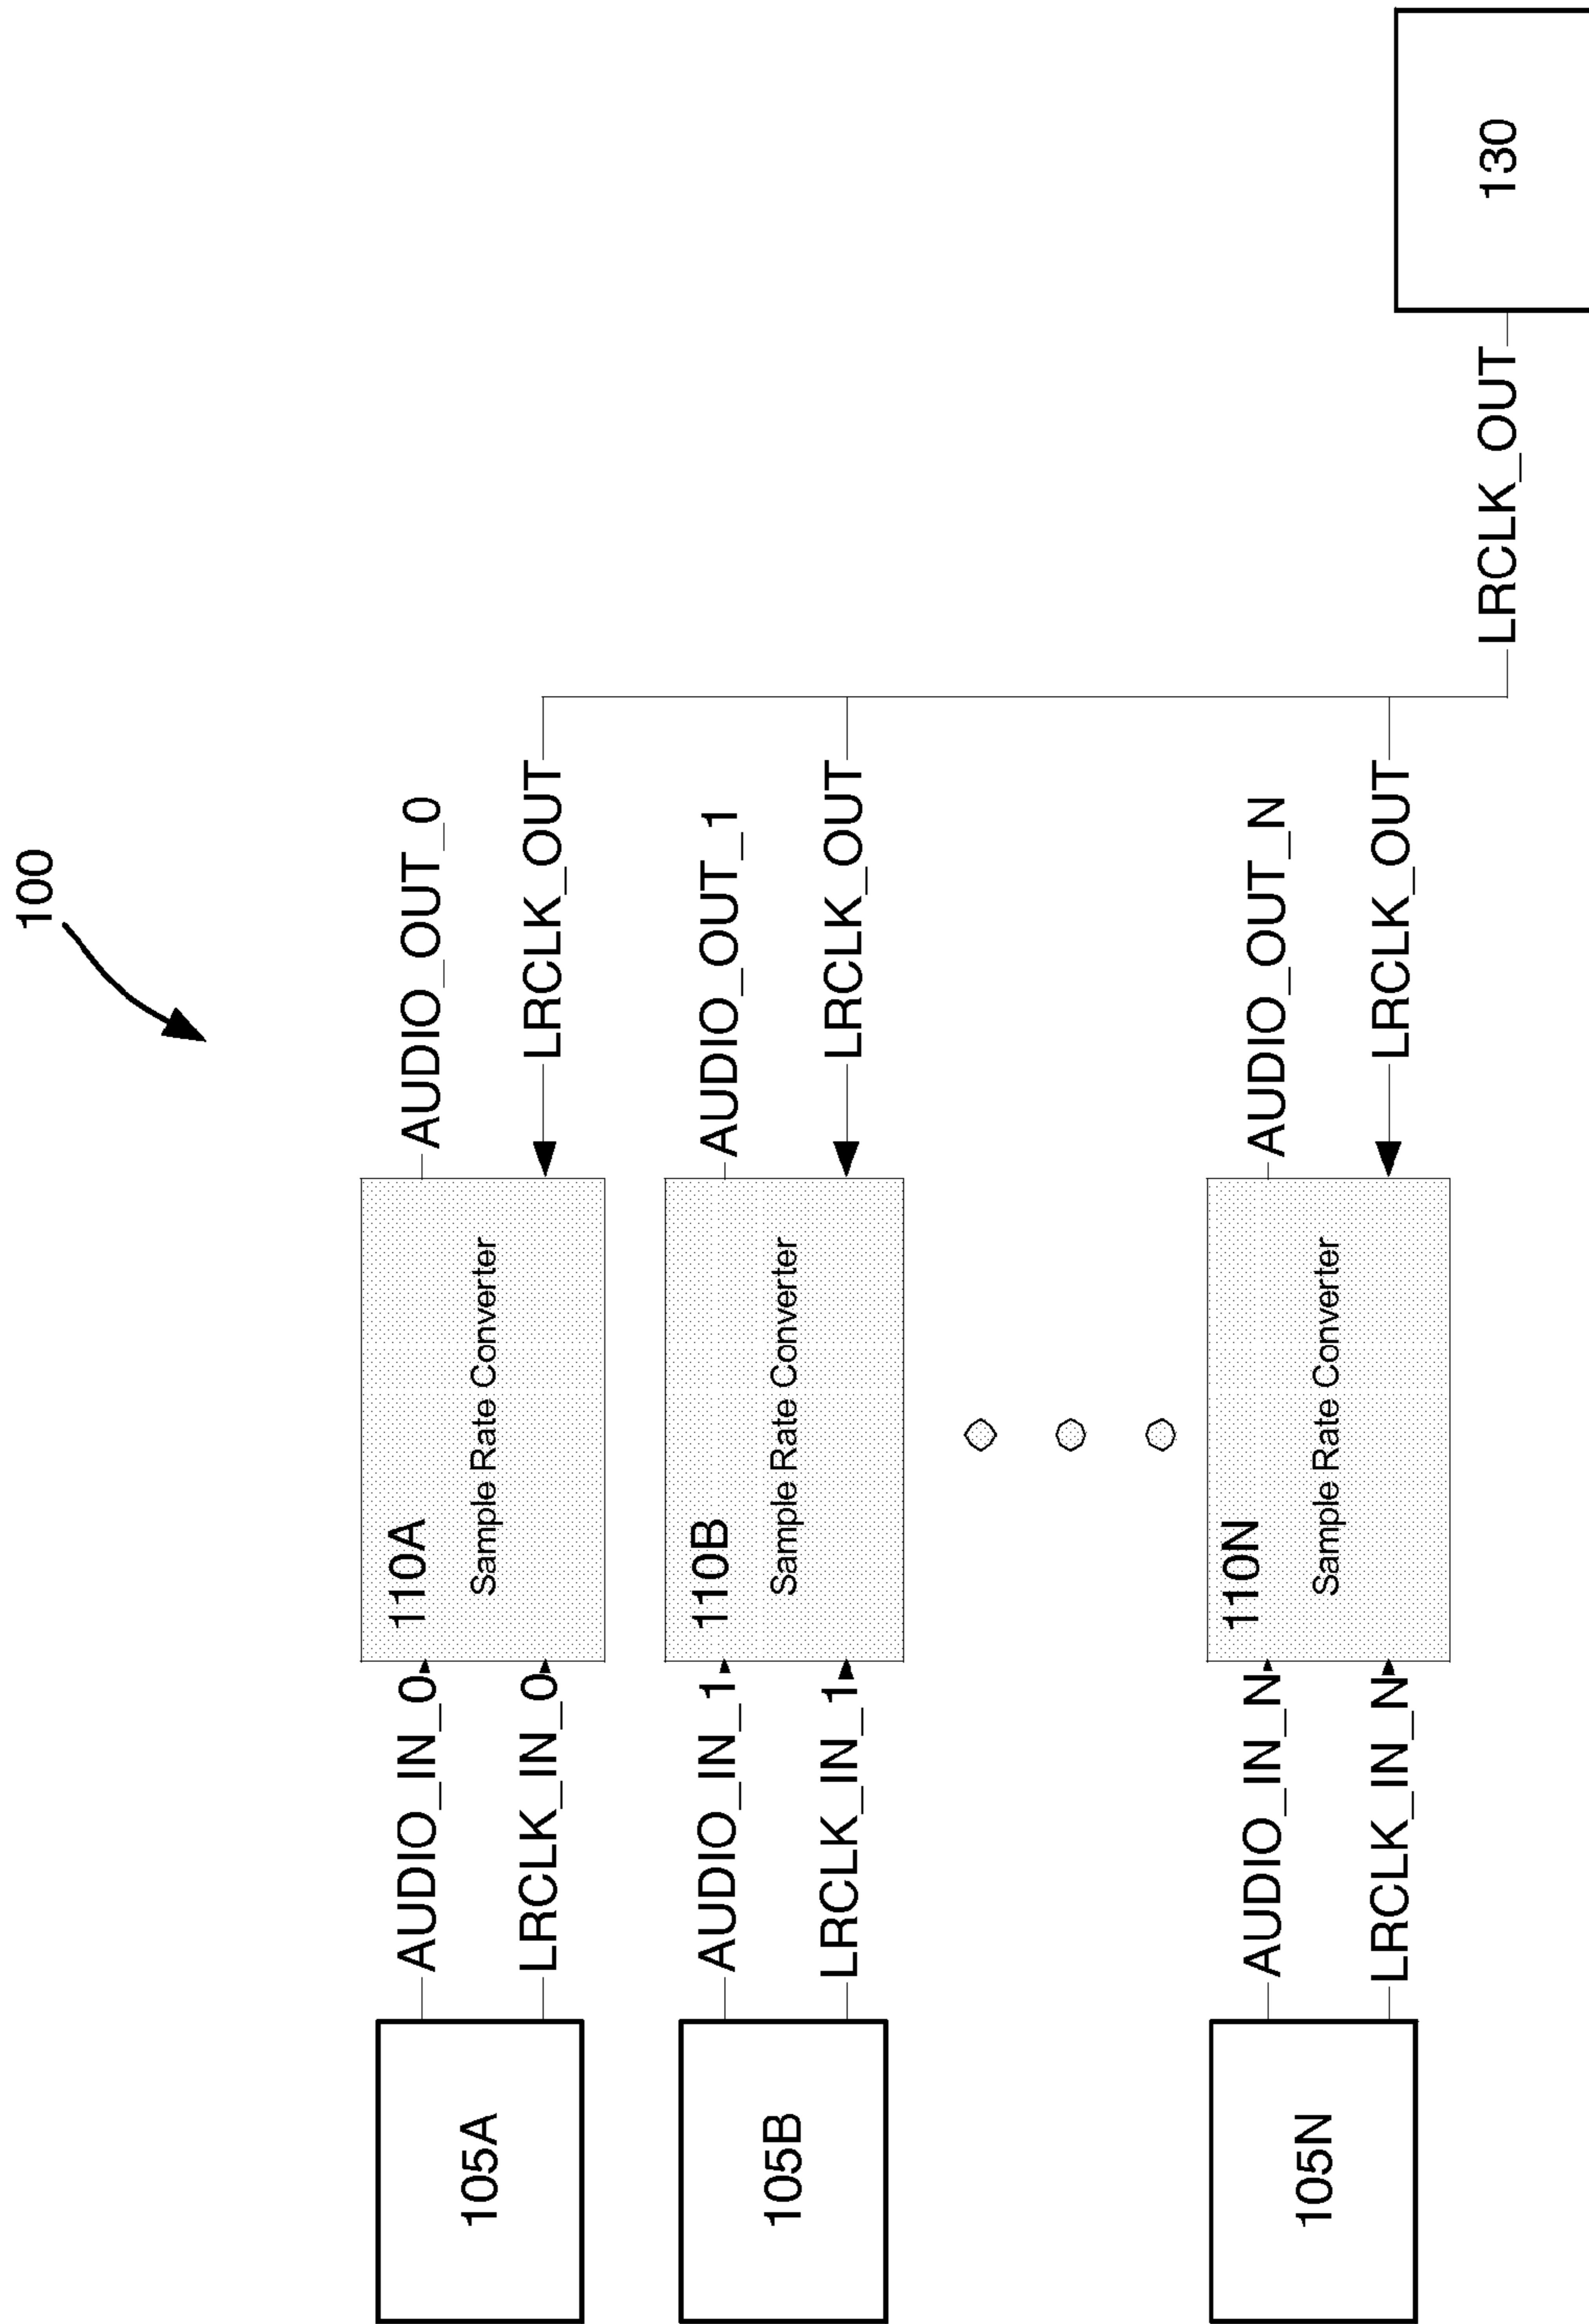 100
105A
AUDIO_IN_0
LRCLK_IN_0
110A
Sample Rate Converter
AUDIO_OUT_0
LRCLK_OUT
105B
AUDIO_IN_1
LRCLK_IN_1
110B
Sample Rate Converter
AUDIO_OUT_1
LRCLK_OUT
105N
AUDIO_IN_N
LRCLK_IN_N
110N
Sample Rate Converter
AUDIO_OUT_N
LRCLK_OUT
LRCLK_OUT
130